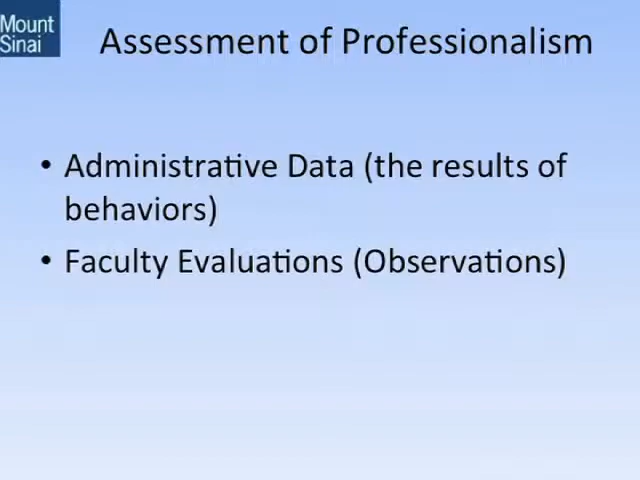 Mount
Sinai
Assessment of Professionalism
• Administrative Data (the results of
behaviors)
• Faculty Evaluations (Observations)